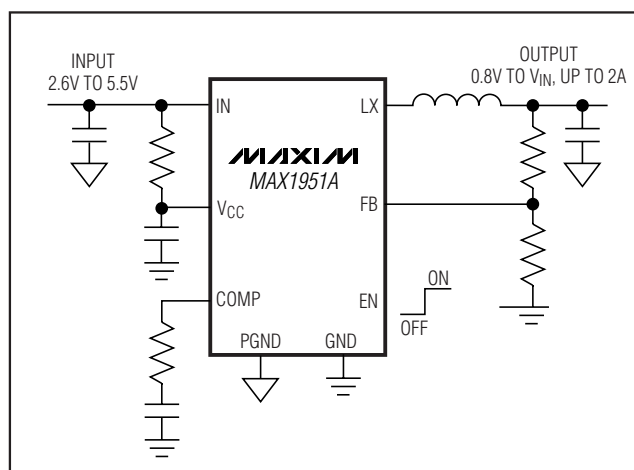 INPUT
2.6V TO 5.5V
OUTPUT
0.8V TO VIN, UP TO 2A
IN
LX
MAXIM
MAX1951A
VCC
FB
COMP
EN
ON
OFF
PGND
GND